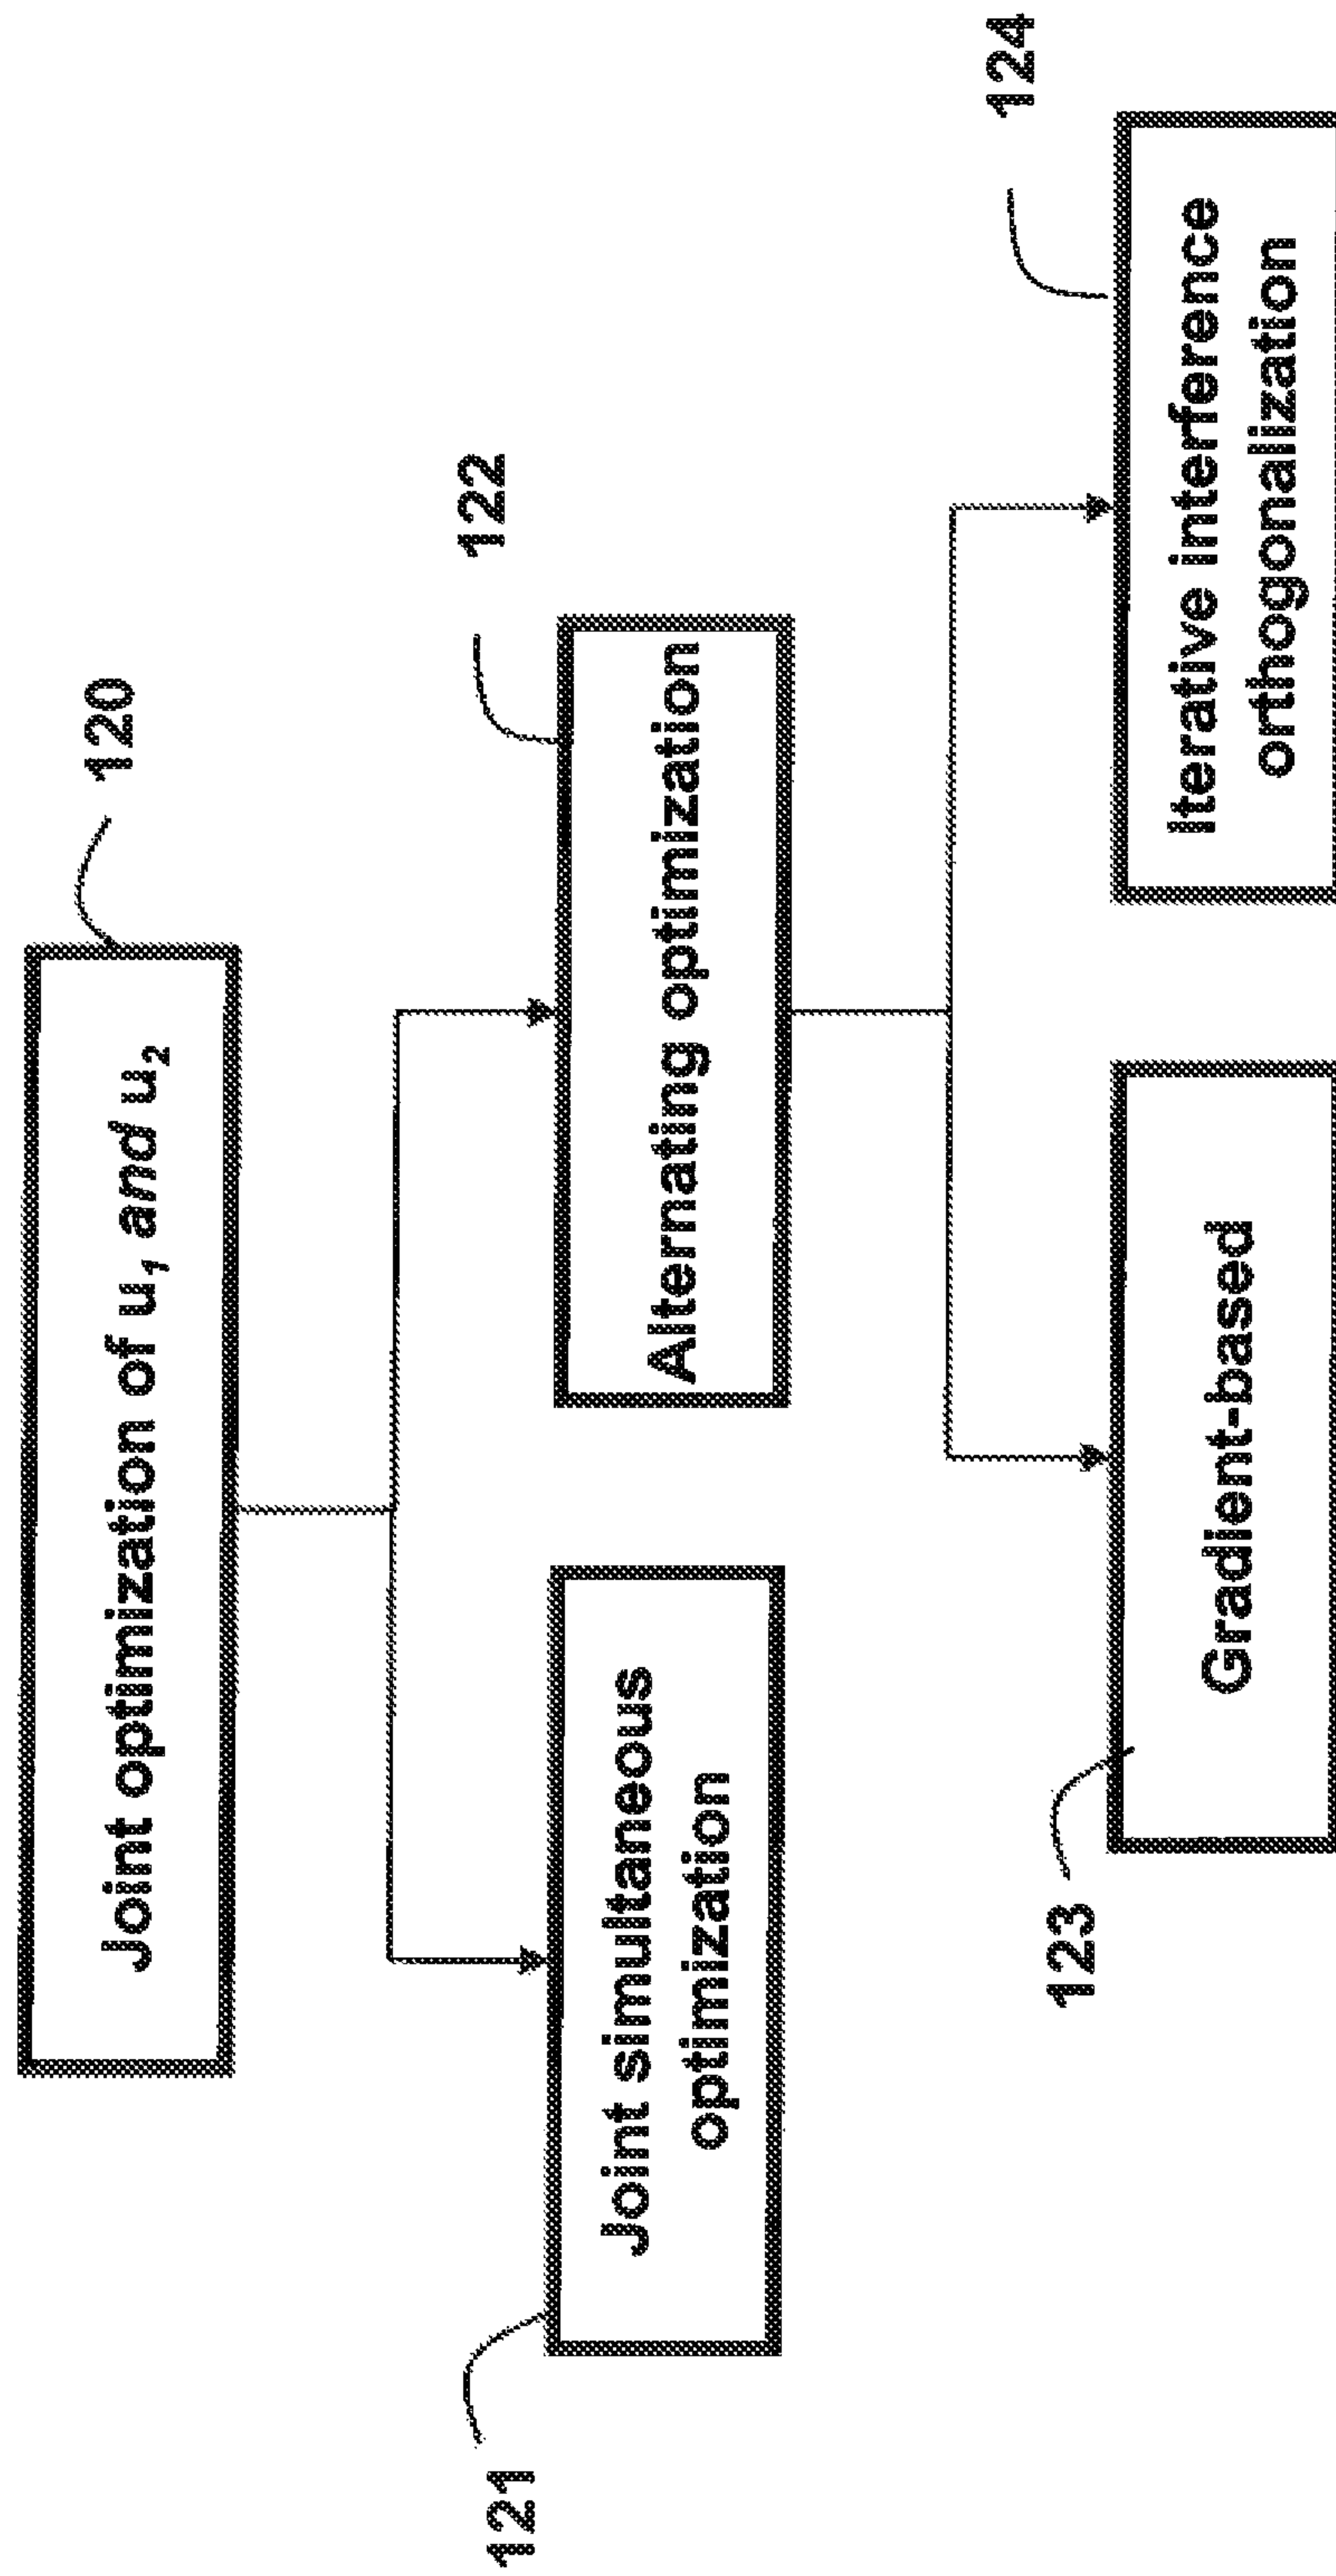 120
Joint optimization of u1 and u2
121
122
Joint simultaneous
optimization
Alternating optimization
123
124
Gradient-based
Iterative interference
orthogonalization